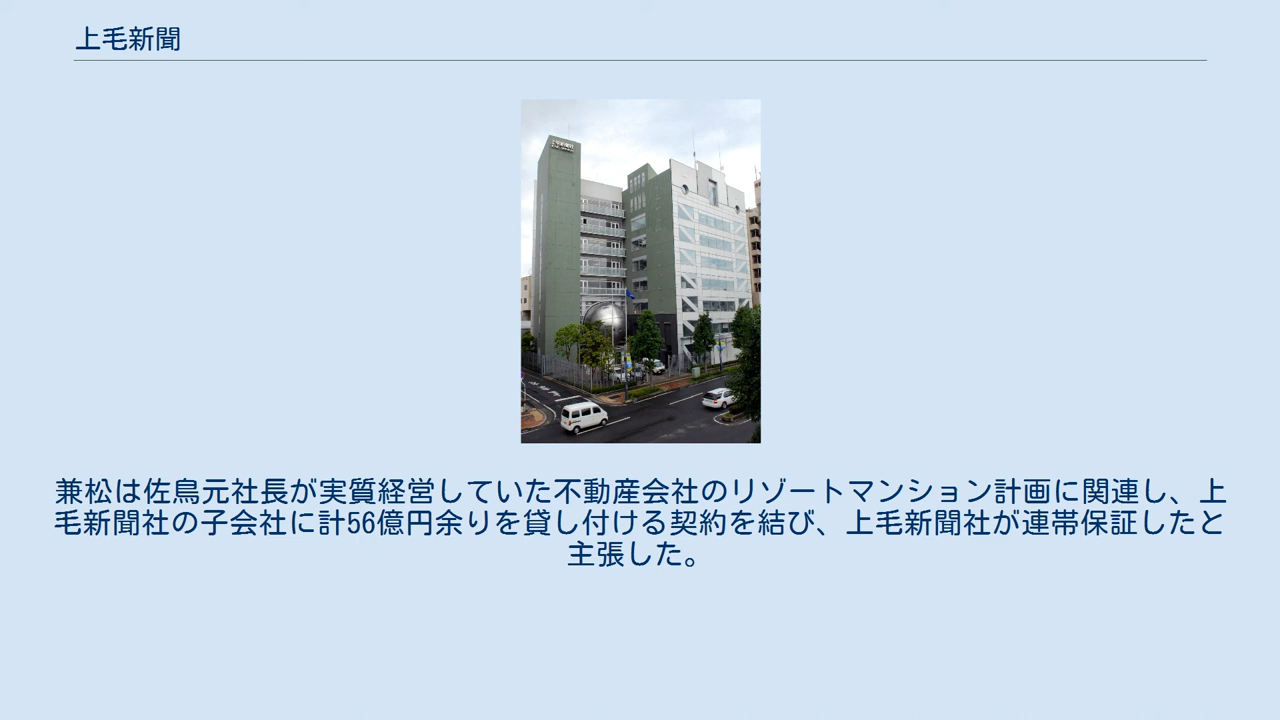 上毛新聞
兼松は佐鳥元社長が実質経営していた不動産会社のリゾートマンション計画に関連し、上
毛新聞社の子会社に計56億円余りを貸し付ける契約を結び、上毛新聞社が連帯保証したと
主張した。